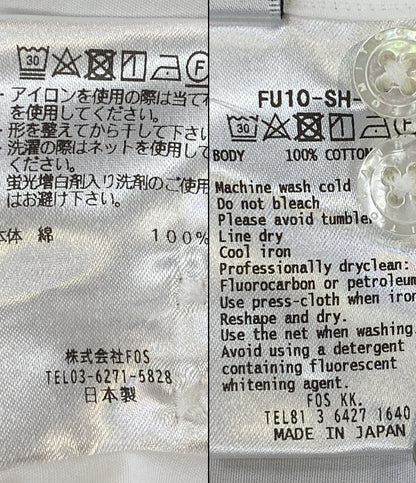 30
・アイロンを使用の際は当て
を使用してください。
・形を整えてから干して下さい
・洗濯の際はネットを使用して
ください。
蛍光増白剤入り洗剤のご使用
はお避け下さい。
本体 綿 100%
株式会社FOS
TEL03-6271-5828
日本製
FU10-SH-
30
BODY 100% COTTON
Machine wash cold
Do not bleach
Please avoid tumble
Line dry
Cool iron
Professionally dryclean:
Fluorocarbon or petroleum
Use press-cloth when iron
Reshape and dry.
Use the net when washing.
Avoid using a detergent
containing fluorescent
whitening agent.
FOS KK.
TEL81 3 6427 1640
MADE IN JAPAN